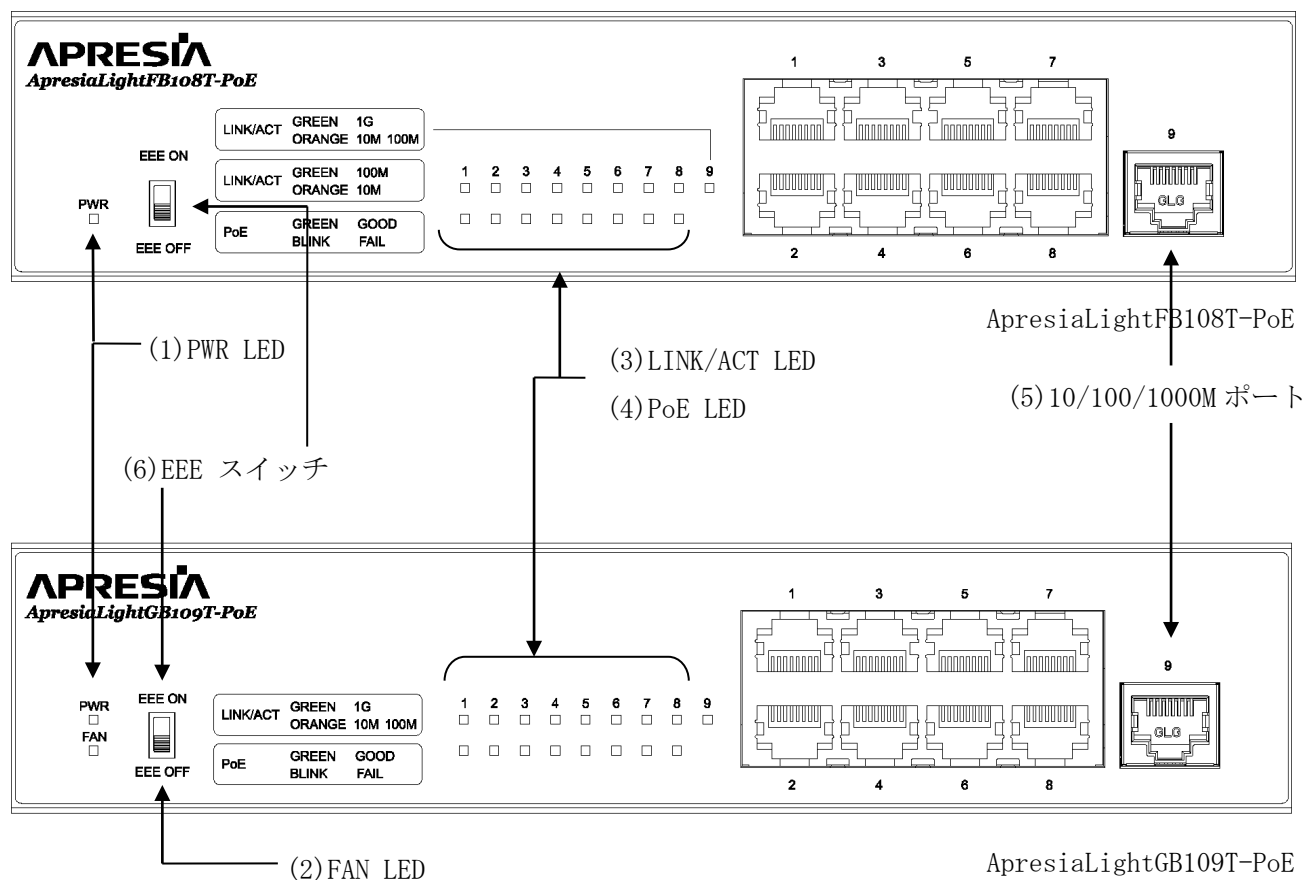 APRESIA
ApresiaLightFB108T-PoE
1 3 5 7
LINK/ACT GREEN 1G
ORANGE 10M 100M
9
EEE ON
LINK/ACT GREEN 100M
ORANGE 10M
1 2 3 4 5 6 7 8 9
PWR
GLG
PoE GREEN GOOD
BLINK FAIL
EEE OFF
2 4 6 8
ApresiaLightFB108T-PoE
(1)PWR LED
(3)LINK/ACT LED
(4)PoE LED
(5)10/100/1000M ポート
(6)EEE スイッチ
APRESIA
ApresiaLightGB109T-PoE
1 3 5 7
9
PWR
EEE ON
LINK/ACT GREEN 1G
ORANGE 10M 100M
1 2 3 4 5 6 7 8 9
FAN
GLG
PoE GREEN GOOD
BLINK FAIL
EEE OFF
2 4 6 8
(2)FAN LED
ApresiaLightGB109T-PoE